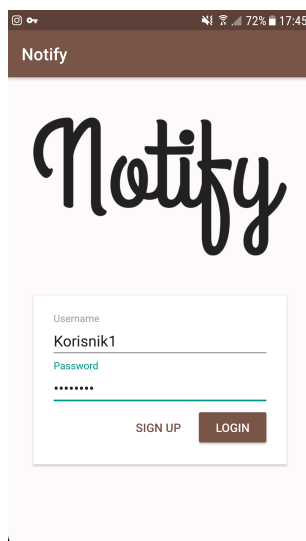 72% 17:45
Notify
Notify
Username
Korisnik1
Password
••••••••
SIGN UP LOGIN